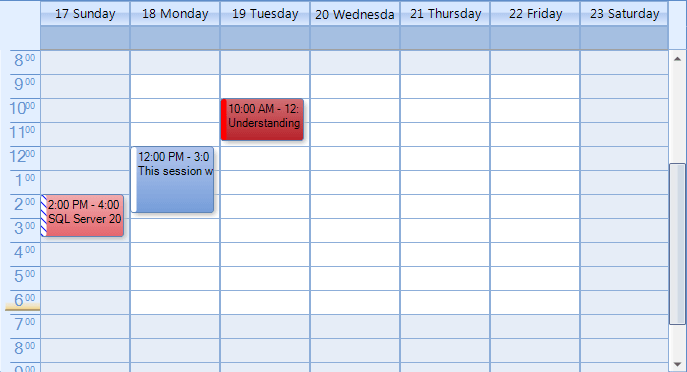 17 Sunday
18 Monday
19 Tuesday
20 Wednesda
21 Thursday
22 Friday
23 Saturday
8 00
9 00
10 00
10:00 AM - 12:
Understanding
11 00
12 00
12:00 PM - 3:0
This session w
1 00
2 00
2:00 PM - 4:00
SQL Server 20
3 00
4 00
5 00
6 00
7 00
8 00
9 00